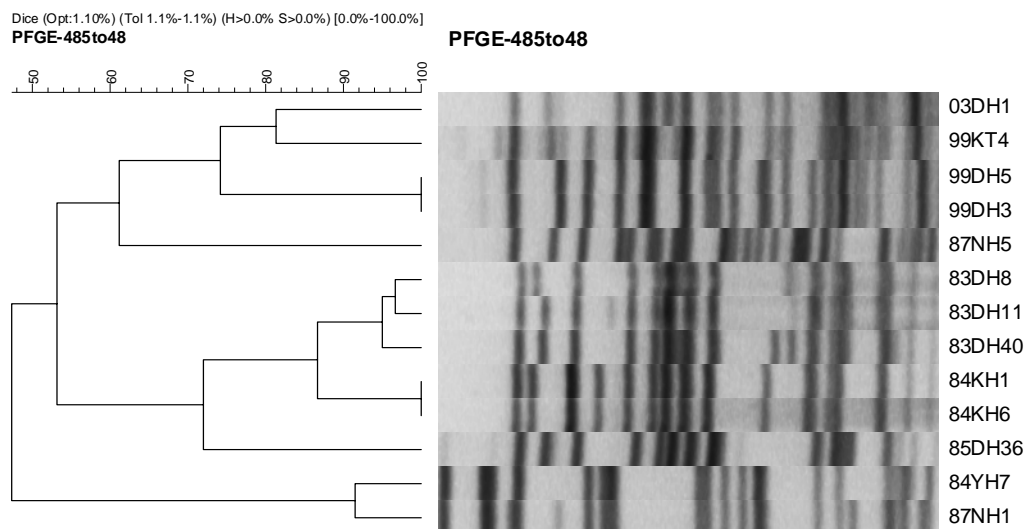 Dice (Opt:1.10%) (Tol 1.1%-1.1%) (H>0.0% S>0.0%) [0.0%-100.0%]
PFGE-485to48
PFGE-485to48
50 60 70 80 90 100
03DH1
99KT4
99DH5
99DH3
87NH5
83DH8
83DH11
83DH40
84KH1
84KH6
85DH36
84YH7
87NH1